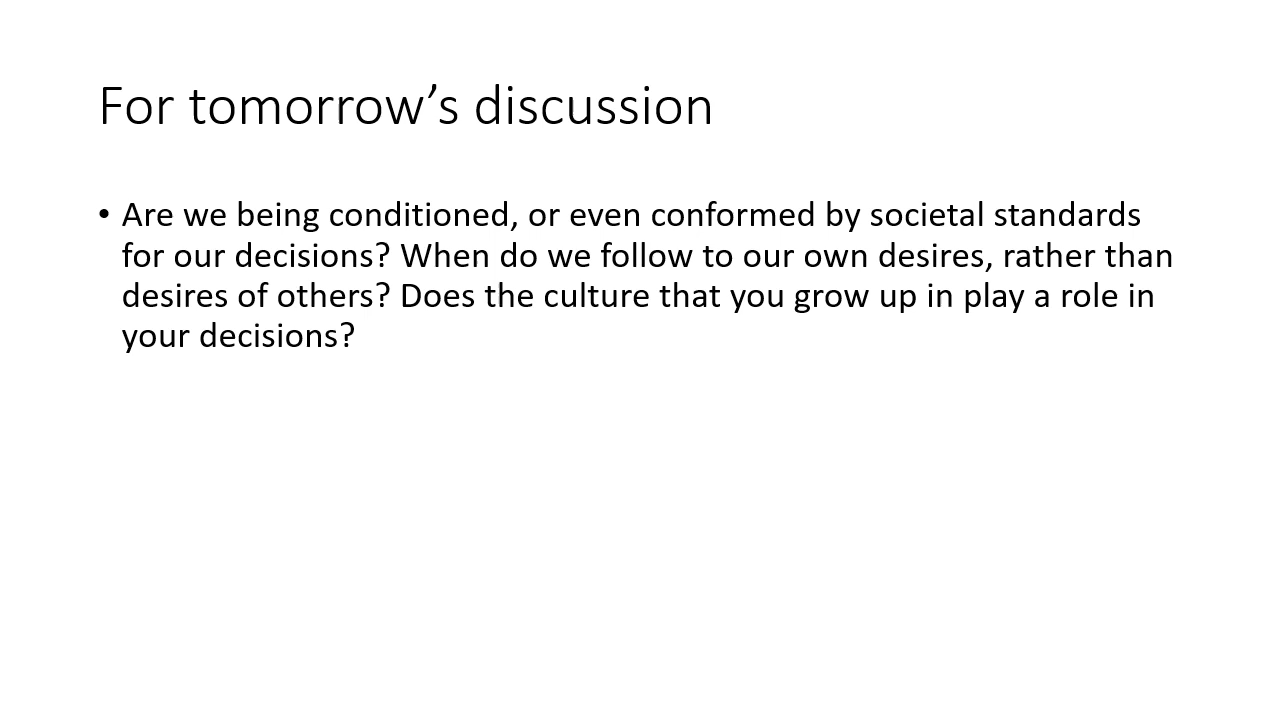 For tomorrow’s discussion
• Are we being conditioned, or even conformed by societal standards
for our decisions? When do we follow to our own desires, rather than
desires of others? Does the culture that you grow up in play a role in
your decisions?